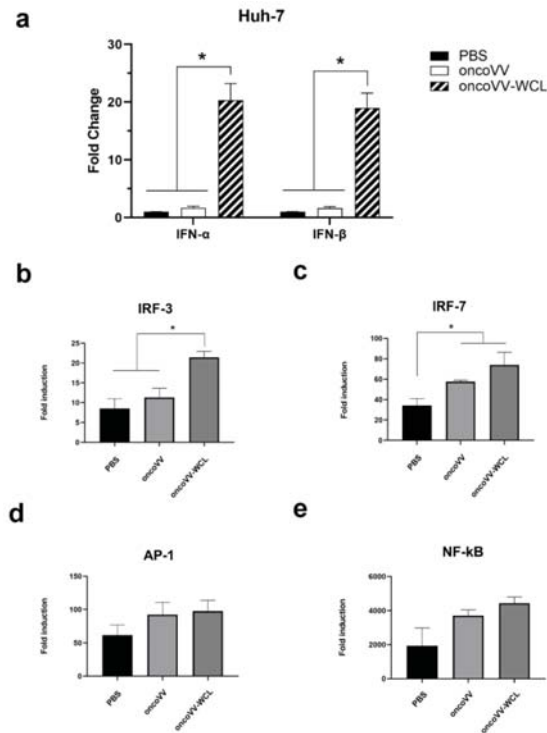 a
Huh-7
Fold Change
30
20
10
0
*
*
IFN-α
IFN-β
PBS
oncoVV
oncoVV-WCL
b
IRF-3
Fold induction
25
20
15
10
5
0
*
PBS
oncoVV
oncoVV-WCL
c
IRF-7
Fold induction
100
80
60
40
20
0
*
PBS
oncoVV
oncoVV-WCL
d
AP-1
Fold induction
150
100
50
0
PBS
oncoVV
oncoVV-WCL
e
NF-kB
Fold induction
6000
4000
2000
0
PBS
oncoVV
oncoVV-WCL